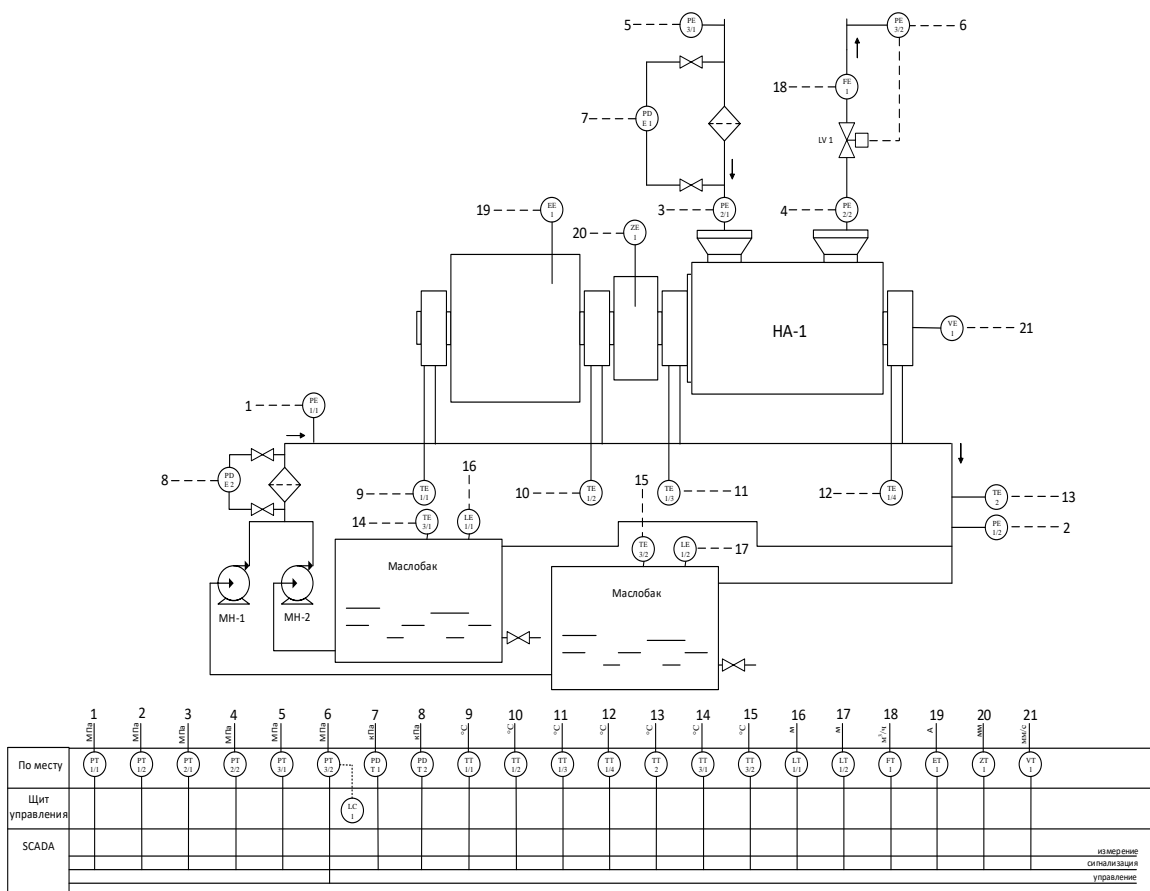 5
PE
3/1
PE
3/2
6
18
FE
1
7
PD
E 1
LV 1
19
EE
1
3
PE
2/1
4
PE
2/2
20
ZE
1
НА-1
VE
1
21
1
PE
1/1
8
PD
E 2
16
15
9
TE
1/1
10
TE
1/2
TE
1/3
11
12
TE
1/4
TE
2
13
14
TE
3/1
LE
1/1
PE
1/2
2
TE
3/2
LE
1/2
17
Маслобак
Маслобак
МН-1
МН-2
1 2 3 4 5 6 7 8 9 10 11 12 13 14 15 16 17 18 19 20 21
МПа МПа МПа МПа МПа МПа кПа кПа °С °С °С °С °С °С °С м м м³/ч А мм мм/с
По месту
PT
1/1
PT
1/2
PT
2/1
PT
2/2
PT
3/1
PT
3/2
PD
T 1
PD
T 2
TT
1/1
TT
1/2
TT
1/3
TT
1/4
TT
2
TT
3/1
TT
3/2
LT
1/1
LT
1/2
FT
1
ET
1
ZT
1
VT
1
Щит
управления
LC
1
SCADA
измерение
сигнализация
управление